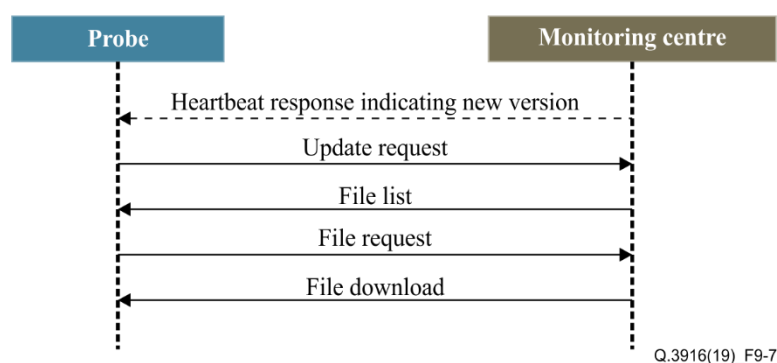 Probe
Monitoring centre
Heartbeat response indicating new version
Update request
File list
File request
File download
Q.3916(19)_F9-7